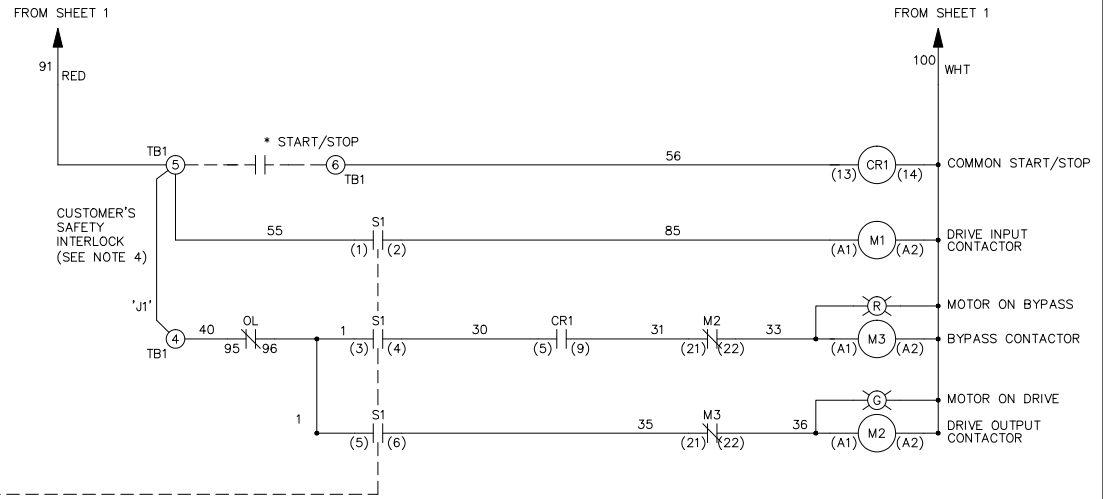 FROM SHEET 1
FROM SHEET 1
91
RED
100
WHT
* START/STOP
TB1
5
6
TB1
56
(13)
CR1
(14)
COMMON START/STOP
CUSTOMER'S
SAFETY
INTERLOCK
(SEE NOTE 4)
55
S1
(1)
(2)
85
(A1)
M1
(A2)
DRIVE INPUT
CONTACTOR
'J1'
R
MOTOR ON BYPASS
TB1
4
40
OL
95
96
1
S1
(3)
(4)
30
CR1
(5)
(9)
31
M2
(21)
(22)
33
(A1)
M3
(A2)
BYPASS CONTACTOR
G
MOTOR ON DRIVE
1
S1
(5)
(6)
35
M3
(21)
(22)
36
(A1)
M2
(A2)
DRIVE OUTPUT
CONTACTOR